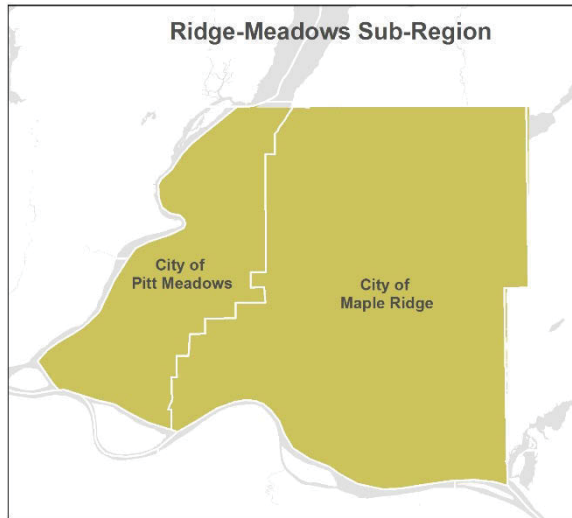 Ridge-Meadows Sub-Region
City of
Pitt Meadows
City of
Maple Ridge